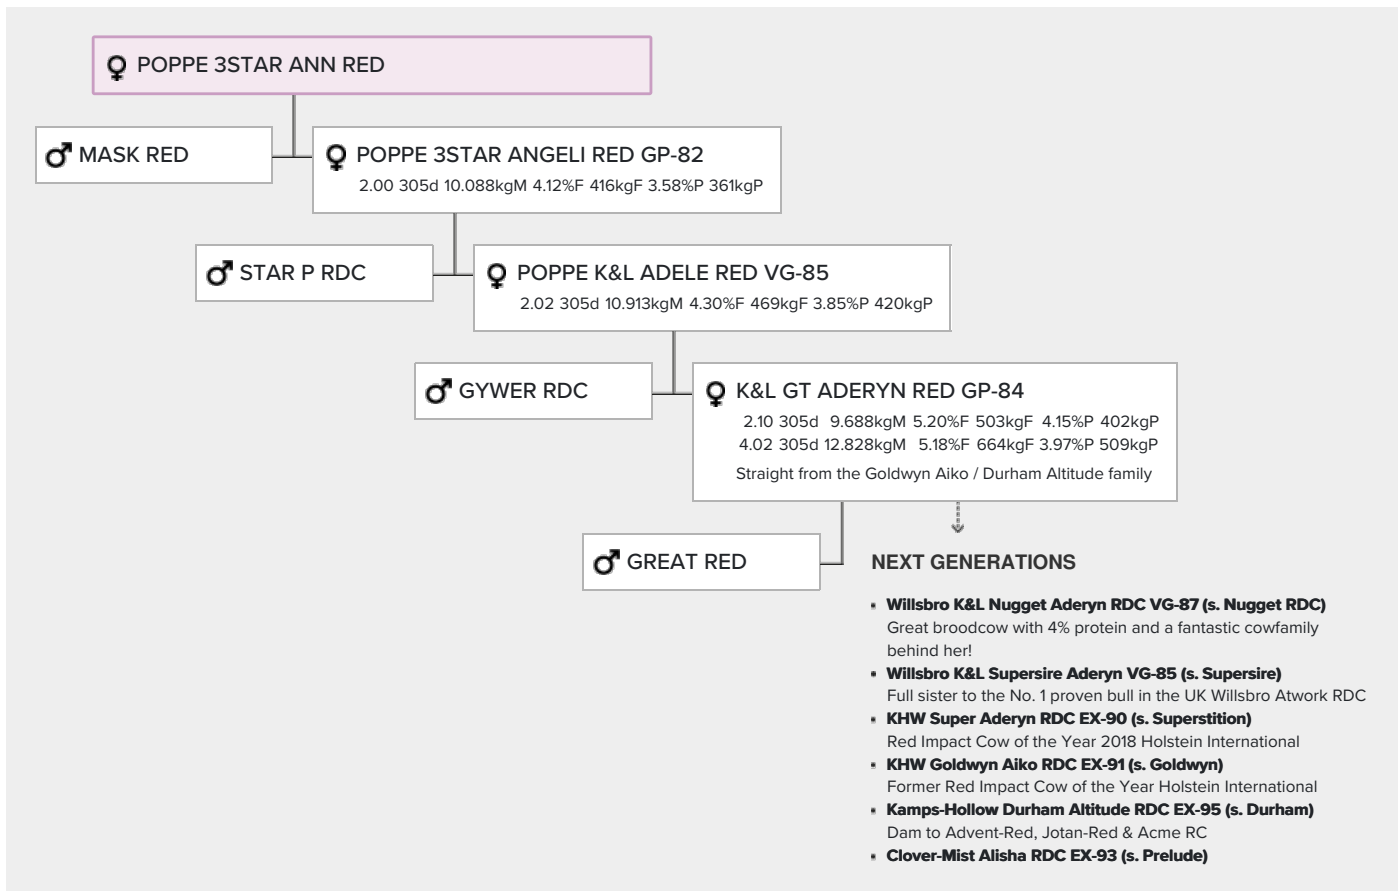 POPPE 3STAR ANN RED
MASK RED
POPPE 3STAR ANGELI RED GP-82
2.00 305d 10.088kgM 4.12%F 416kgF 3.58%P 361kgP
STAR P RDC
POPPE K&L ADELE RED VG-85
2.02 305d 10.913kgM 4.30%F 469kgF 3.85%P 420kgP
GYWER RDC
K&L GT ADERYN RED GP-84
2.10 305d 9.688kgM 5.20%F 503kgF 4.15%P 402kgP
4.02 305d 12.828kgM 5.18%F 664kgF 3.97%P 509kgP
Straight from the Goldwyn Aiko / Durham Altitude family
GREAT RED
NEXT GENERATIONS
Willsbro K&L Nugget Aderyn RDC VG-87 (s. Nugget RDC)
Great broodcow with 4% protein and a fantastic cowfamily
behind her!
Willsbro K&L Supersire Aderyn VG-85 (s. Supersire)
Full sister to the No. 1 proven bull in the UK Willsbro Atwork RDC
KHW Super Aderyn RDC EX-90 (s. Superstition)
Red Impact Cow of the Year 2018 Holstein International
KHW Goldwyn Aiko RDC EX-91 (s. Goldwyn)
Former Red Impact Cow of the Year Holstein International
Kamps-Hollow Durham Altitude RDC EX-95 (s. Durham)
Dam to Advent-Red, Jotan-Red & Acme RC
Clover-Mist Alisha RDC EX-93 (s. Prelude)